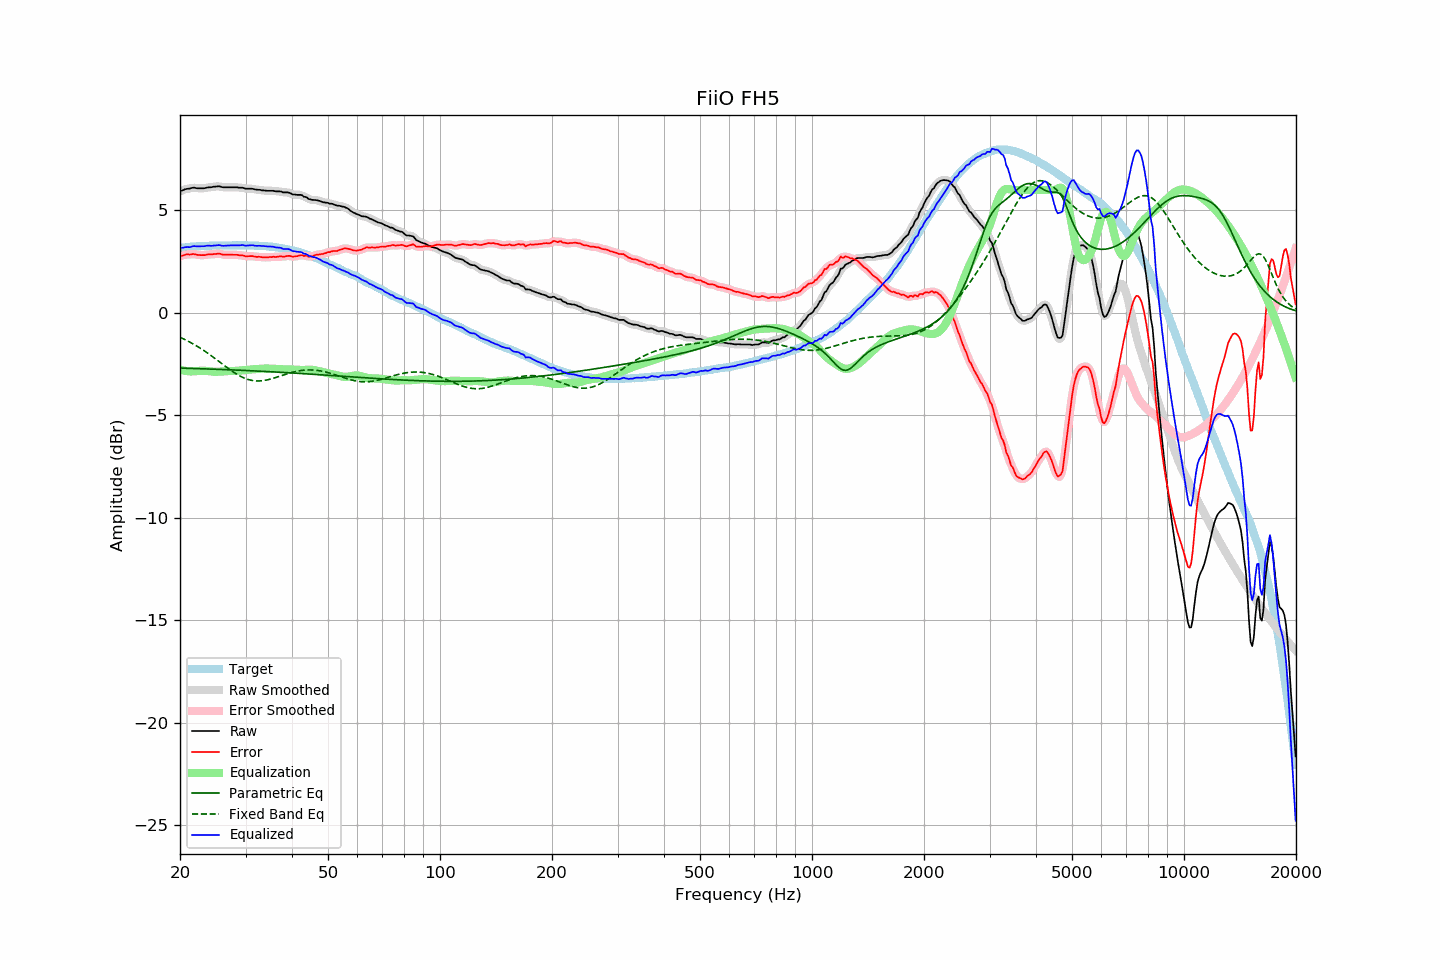 FiiO FH5
Amplitude (dBr)
5
0
−5
−10
−15
−20
−25
Target
Raw Smoothed
Error Smoothed
Raw
Error
Equalization
Parametric Eq
Fixed Band Eq
Equalized
20 50 100 200 500 1000 2000 5000 10000 20000
Frequency (Hz)